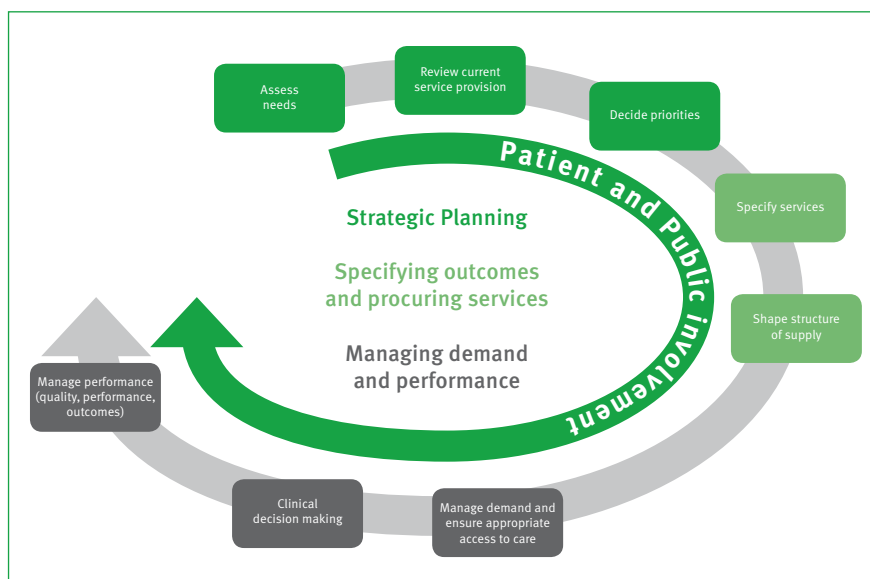 Assess
needs
Review current
service provision
Decide priorities
Specify services
Shape structure
of supply
Manage demand and
ensure appropriate
access to care
Clinical
decision making
Manage performance
(quality, performance,
outcomes)
Patient and Public involvement
Strategic Planning
Specifying outcomes
and procuring services
Managing demand
and performance